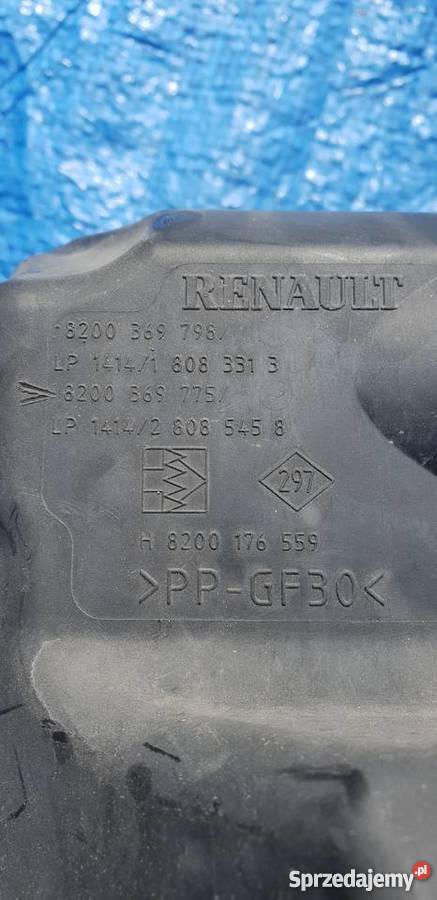 RENAULT
8200 369 798/
LP 1414/1 808 331 3
8200 369 775/
LP 1414/2 808 545 8
297
H 8200 176 559
>PP-GF30<
Sprzedajemy.pl